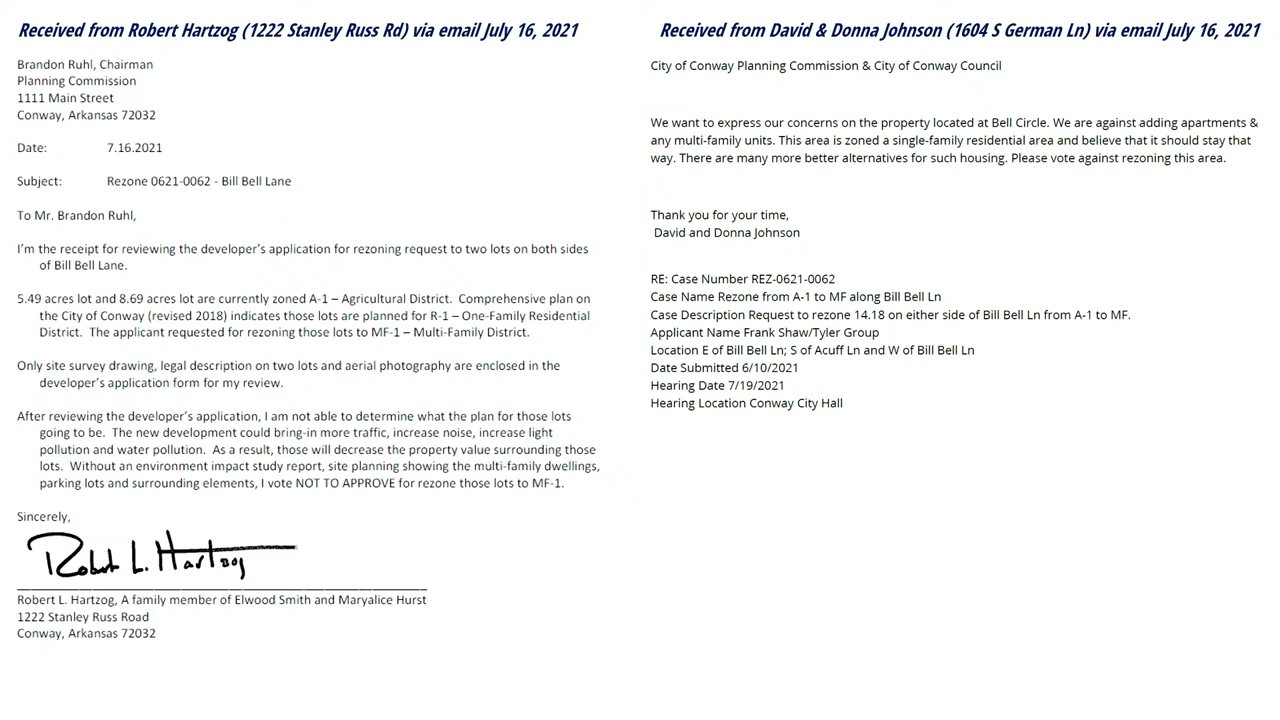 Received from Robert Hartzog (1222 Stanley Russ Rd) via email July 16, 2021
Brandon Ruhl, Chairman
Planning Commission
1111 Main Street
Conway, Arkansas 72032
Date: 7.16.2021
Subject: Rezone 0621-0062 - Bill Bell Lane
To Mr. Brandon Ruhl,
I'm the receipt for reviewing the developer's application for rezoning request to two lots on both sides
of Bill Bell Lane.
5.49 acres lot and 8.69 acres lot are currently zoned A-1 – Agricultural District. Comprehensive plan on
the City of Conway (revised 2018) indicates those lots are planned for R-1 – One-Family Residential
District. The applicant requested for rezoning those lots to MF-1 – Multi-Family District.
Only site survey drawing, legal description on two lots and aerial photography are enclosed in the
developer's application form for my review.
After reviewing the developer's application, I am not able to determine what the plan for those lots
going to be. The new development could bring-in more traffic, increase noise, increase light
pollution and water pollution. As a result, those will decrease the property value surrounding those
lots. Without an environment impact study report, site planning showing the multi-family dwellings,
parking lots and surrounding elements, I vote NOT TO APPROVE for rezone those lots to MF-1.
Sincerely,
Robert L. Hartzog
Robert L. Hartzog, A family member of Elwood Smith and Maryalice Hurst
1222 Stanley Russ Road
Conway, Arkansas 72032
Received from David & Donna Johnson (1604 S German Ln) via email July 16, 2021
City of Conway Planning Commission & City of Conway Council
We want to express our concerns on the property located at Bell Circle. We are against adding apartments &
any multi-family units. This area is zoned a single-family residential area and believe that it should stay that
way. There are many more better alternatives for such housing. Please vote against rezoning this area.
Thank you for your time,
David and Donna Johnson
RE: Case Number REZ-0621-0062
Case Name Rezone from A-1 to MF along Bill Bell Ln
Case Description Request to rezone 14.18 on either side of Bill Bell Ln from A-1 to MF.
Applicant Name Frank Shaw/Tyler Group
Location E of Bill Bell Ln; S of Acuff Ln and W of Bill Bell Ln
Date Submitted 6/10/2021
Hearing Date 7/19/2021
Hearing Location Conway City Hall